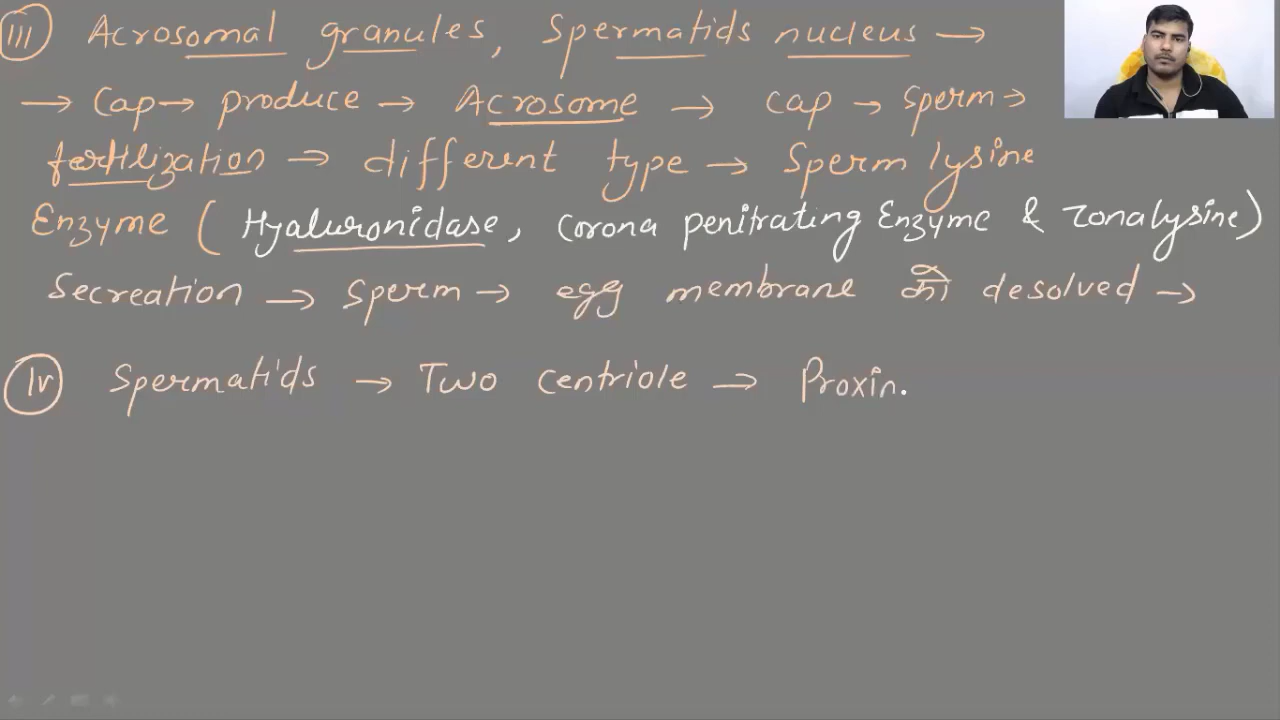 iii Acrosomal granules, Spermatids nucleus →
→ Cap → produce → Acrosome → cap → sperm →
fertilization → different type → Sperm lysine
Enzyme ( Hyaluronidase, corona penitrating Enzyme & zonalysine)
Secreation → sperm → egg membrane को desolved →
iv Spermatids → Two centriole → Proxin.